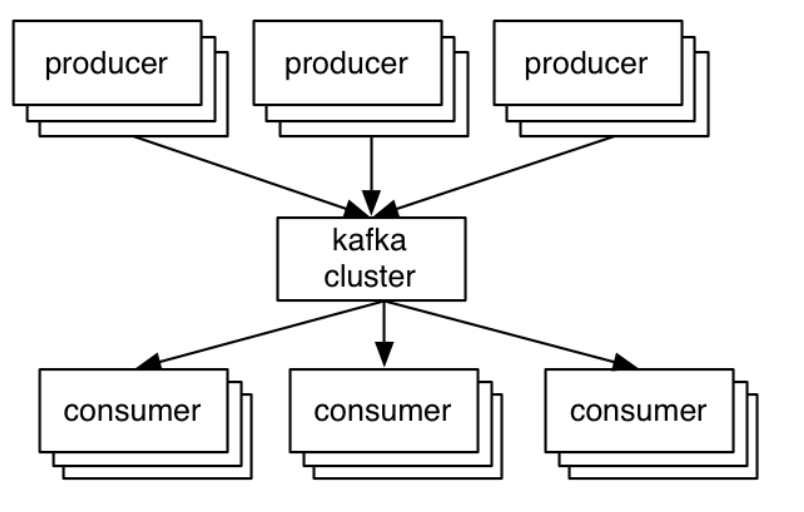 producer
producer
producer
kafka
cluster
consumer
consumer
consumer